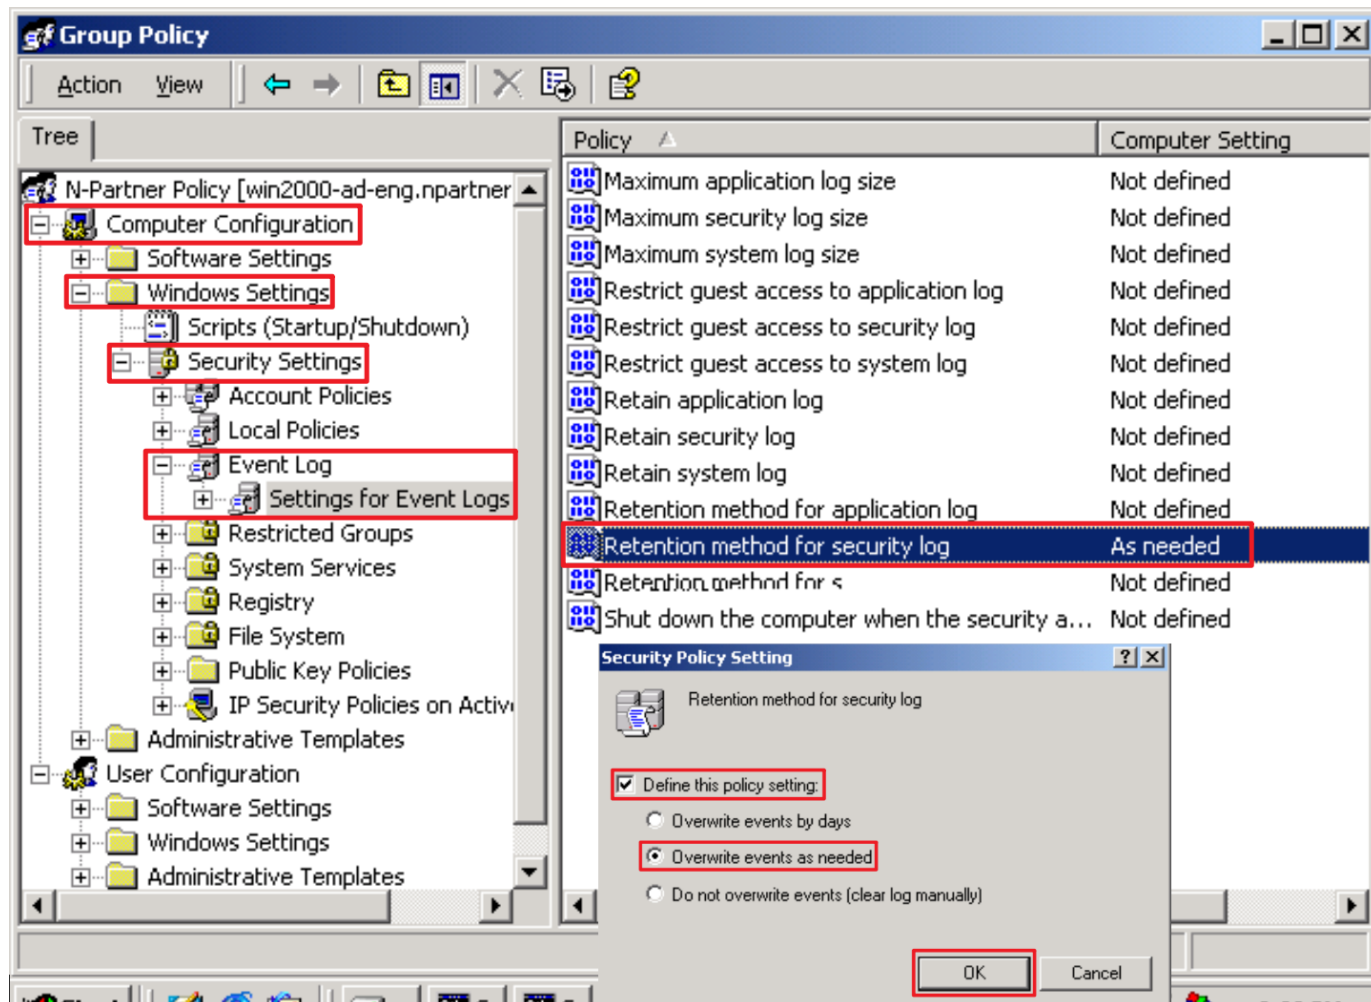 Group Policy
Action View
Tree
N-Partner Policy [win2000-ad-eng.npartner
Computer Configuration
Software Settings
Windows Settings
Scripts (Startup/Shutdown)
Security Settings
Account Policies
Local Policies
Event Log
Settings for Event Logs
Restricted Groups
System Services
Registry
File System
Public Key Policies
IP Security Policies on Activ
Administrative Templates
User Configuration
Software Settings
Windows Settings
Administrative Templates
Policy Computer Setting
Maximum application log size Not defined
Maximum security log size Not defined
Maximum system log size Not defined
Restrict guest access to application log Not defined
Restrict guest access to security log Not defined
Restrict guest access to system log Not defined
Retain application log Not defined
Retain security log Not defined
Retain system log Not defined
Retention method for application log Not defined
Retention method for security log As needed
Retention method for s Not defined
Shut down the computer when the security a... Not defined
Security Policy Setting
Retention method for security log
Define this policy setting:
Overwrite events by days
Overwrite events as needed
Do not overwrite events (clear log manually)
OK Cancel